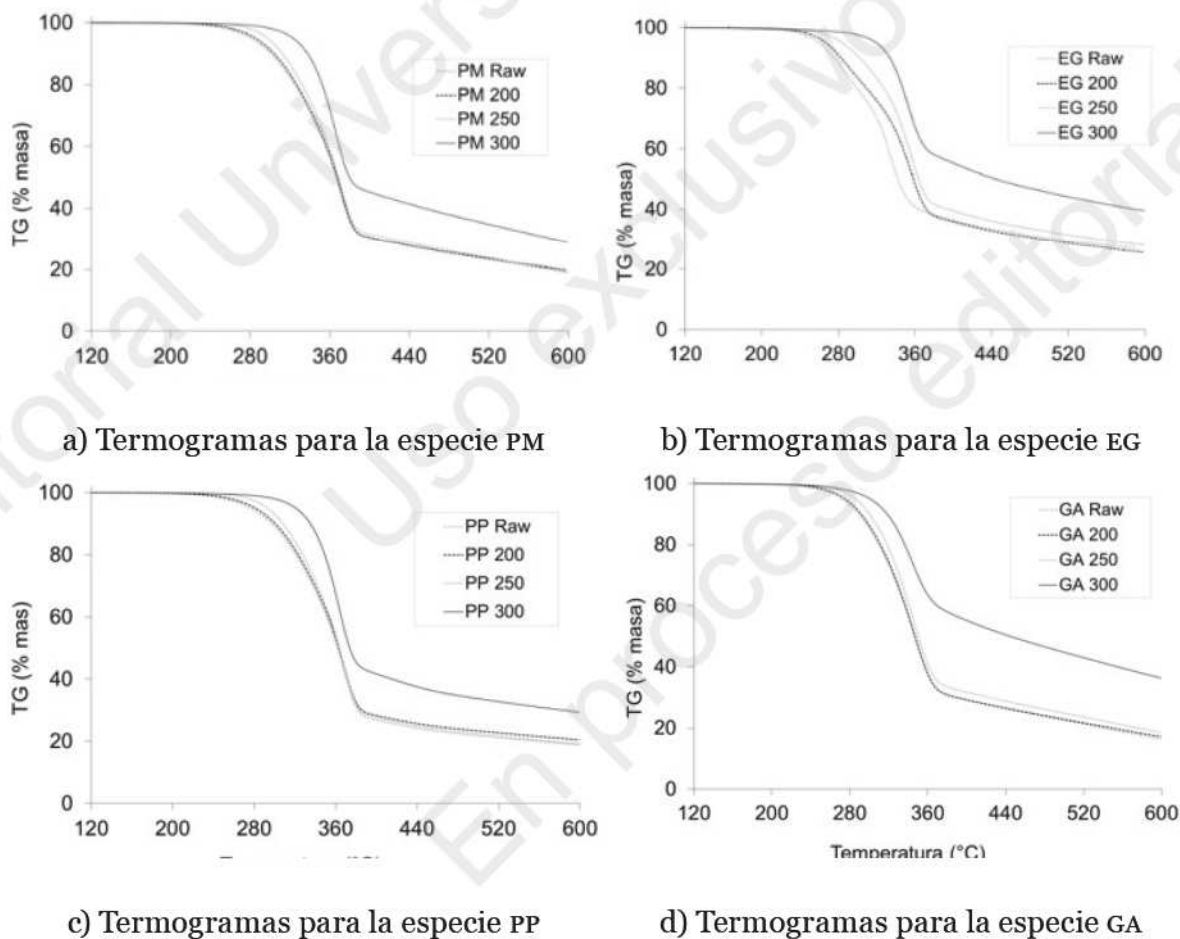 100
80
60
40
20
0
TG (% masa)
PM Raw
PM 200
PM 250
PM 300
120 200 280 360 440 520 600
a) Termogramas para la especie PM
100
80
60
40
20
0
TG (% masa)
EG Raw
EG 200
EG 250
EG 300
120 200 280 360 440 520 600
b) Termogramas para la especie EG
100
80
60
40
20
0
TG (% mas)
PP Raw
PP 200
PP 250
PP 300
120 200 280 360 440 520 600
c) Termogramas para la especie PP
100
80
60
40
20
0
TG (% masa)
GA Raw
GA 200
GA 250
GA 300
120 200 280 360 440 520 600
Temperatura (°C)
d) Termogramas para la especie GA
Editorial Univers
Uso exclusivo
En proceso editorial